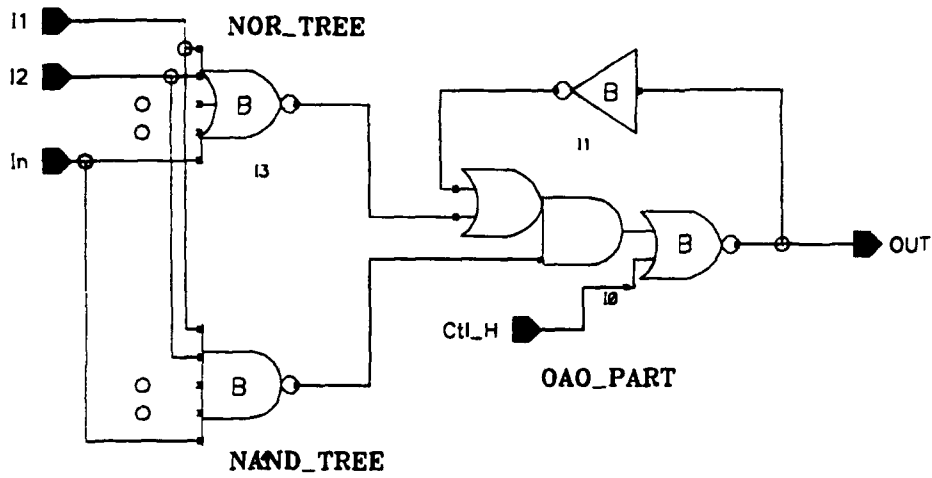 I1
NOR_TREE
I2
B
B
I1
In
I3
B
OUT
I0
Ctl_H
B
OAO_PART
NAND_TREE